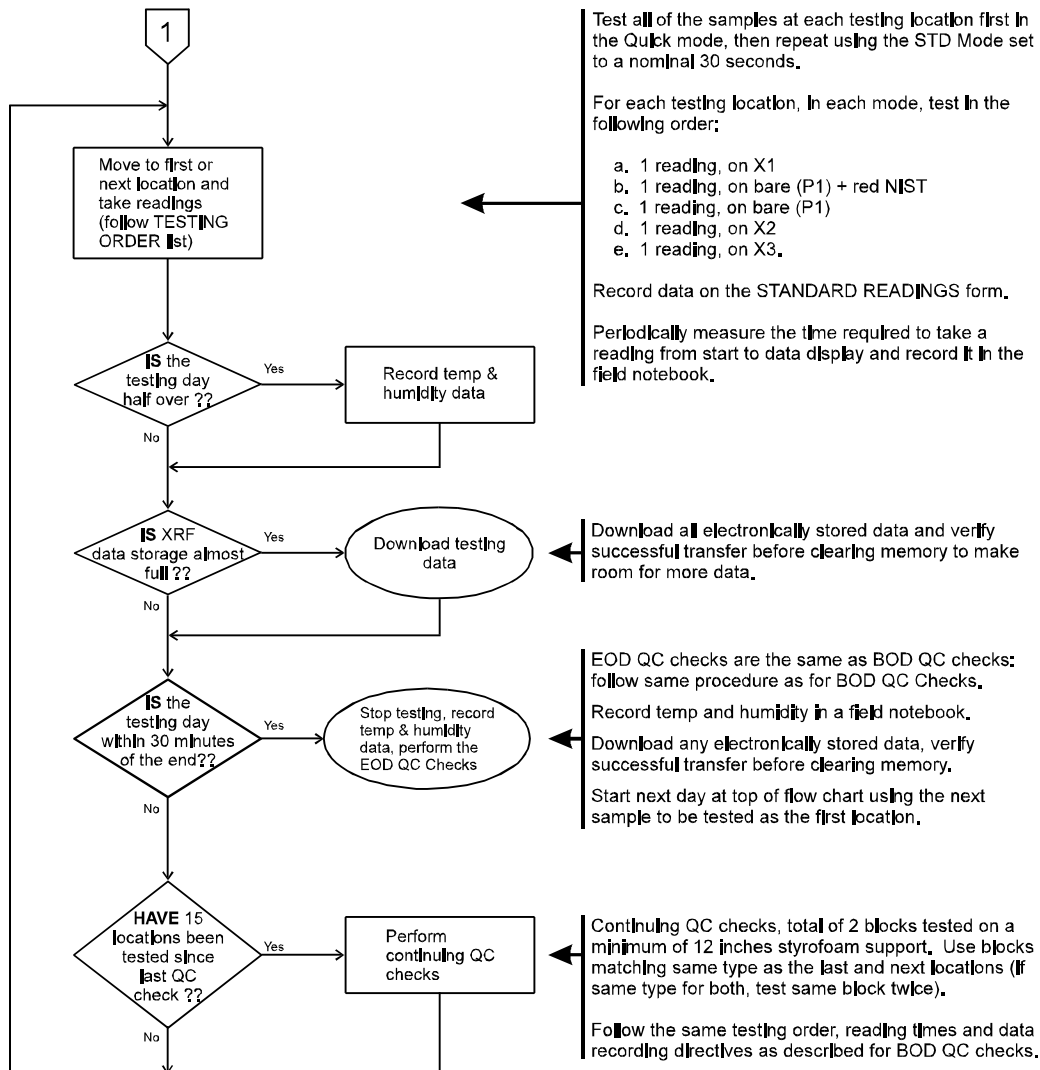 1
Test all of the samples at each testing location first in
the Quick mode, then repeat using the STD Mode set
to a nominal 30 seconds.
For each testing location, in each mode, test in the
following order:
a. 1 reading, on X1
b. 1 reading, on bare (P1) + red NIST
c. 1 reading, on bare (P1)
d. 1 reading, on X2
e. 1 reading, on X3.
Record data on the STANDARD READINGS form.
Periodically measure the time required to take a
reading from start to data display and record it in the
field notebook.
Move to first or
next location and
take readings
(follow TESTING
ORDER list)
IS the
testing day
half over ??
Yes
No
Record temp &
humidity data
IS XRF
data storage almost
full ??
Yes
No
Download testing
data
Download all electronically stored data and verify
successful transfer before clearing memory to make
room for more data.
IS the
testing day
within 30 minutes
of the end??
Yes
No
Stop testing, record
temp & humidity
data, perform the
EOD QC Checks
EOD QC checks are the same as BOD QC checks:
follow same procedure as for BOD QC Checks.
Record temp and humidity in a field notebook.
Download any electronically stored data, verify
successful transfer before clearing memory.
Start next day at top of flow chart using the next
sample to be tested as the first location.
HAVE 15
locations been
tested since
last QC
check ??
Yes
No
Perform
continuing QC
checks
Continuing QC checks, total of 2 blocks tested on a
minimum of 12 inches styrofoam support. Use blocks
matching same type as the last and next locations (if
same type for both, test same block twice).
Follow the same testing order, reading times and data
recording directives as described for BOD QC checks.